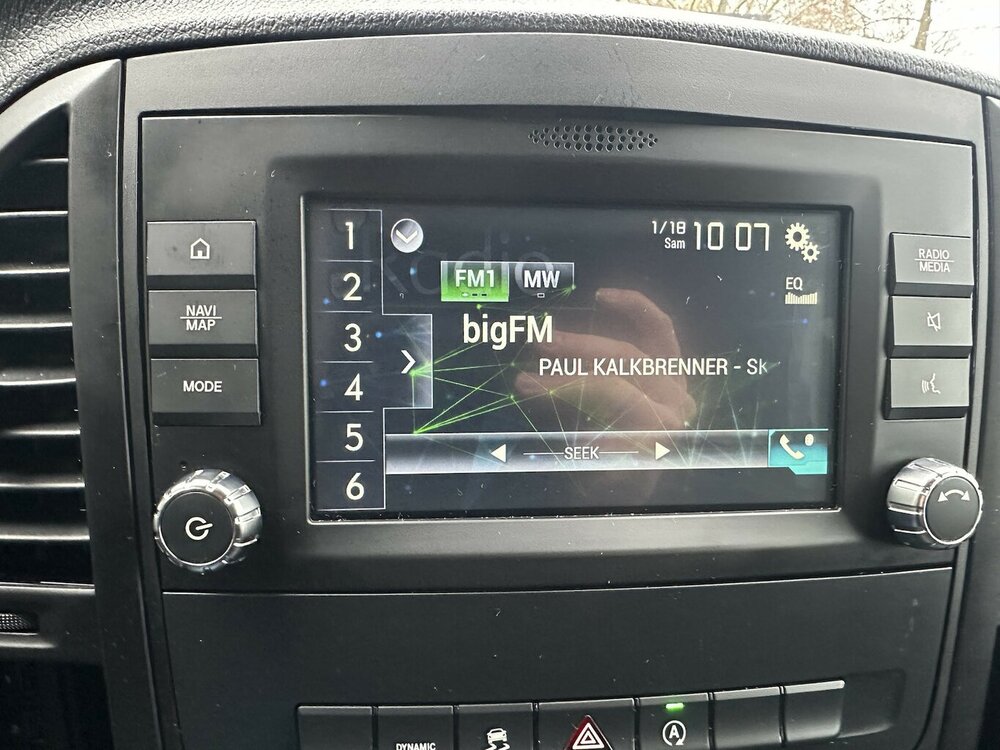 1
2
3
4
5
6
1/18
Sam
10 07
Radio
FM1
MW
EQ
bigFM
PAUL KALKBRENNER - Sk
SEEK
NAVI
MAP
MODE
RADIO
MEDIA
DYNAMIC
A